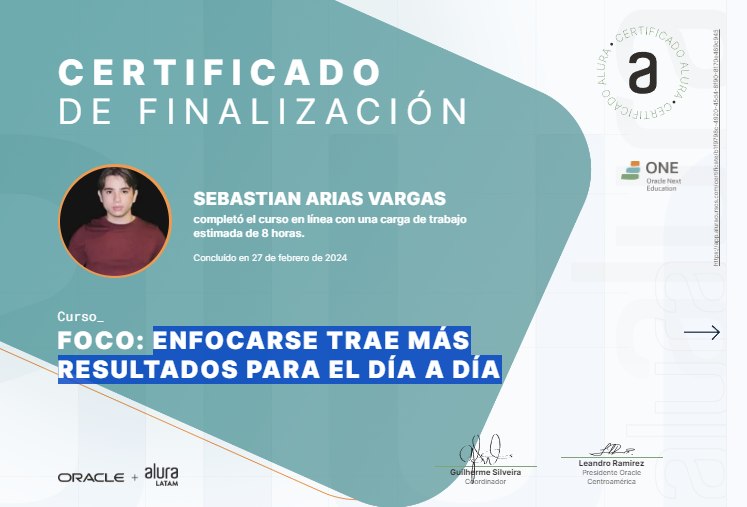 CERTIFICADO
DE FINALIZACIÓN
SEBASTIAN ARIAS VARGAS
completó el curso en línea con una carga de trabajo
estimada de 8 horas.
Concluído en 27 de febrero de 2024
Curso_
FOCO: ENFOCARSE TRAE MÁS
RESULTADOS PARA EL DÍA A DÍA
ORACLE + alura
LATAM
Guilherme Silveira
Coordinador
Leandro Ramirez
Presidente Oracle
Centroamérica
CERTIFICADO ALURA • CERTIFICADO ALURA •
a
ONE
Oracle Next
Education
alura